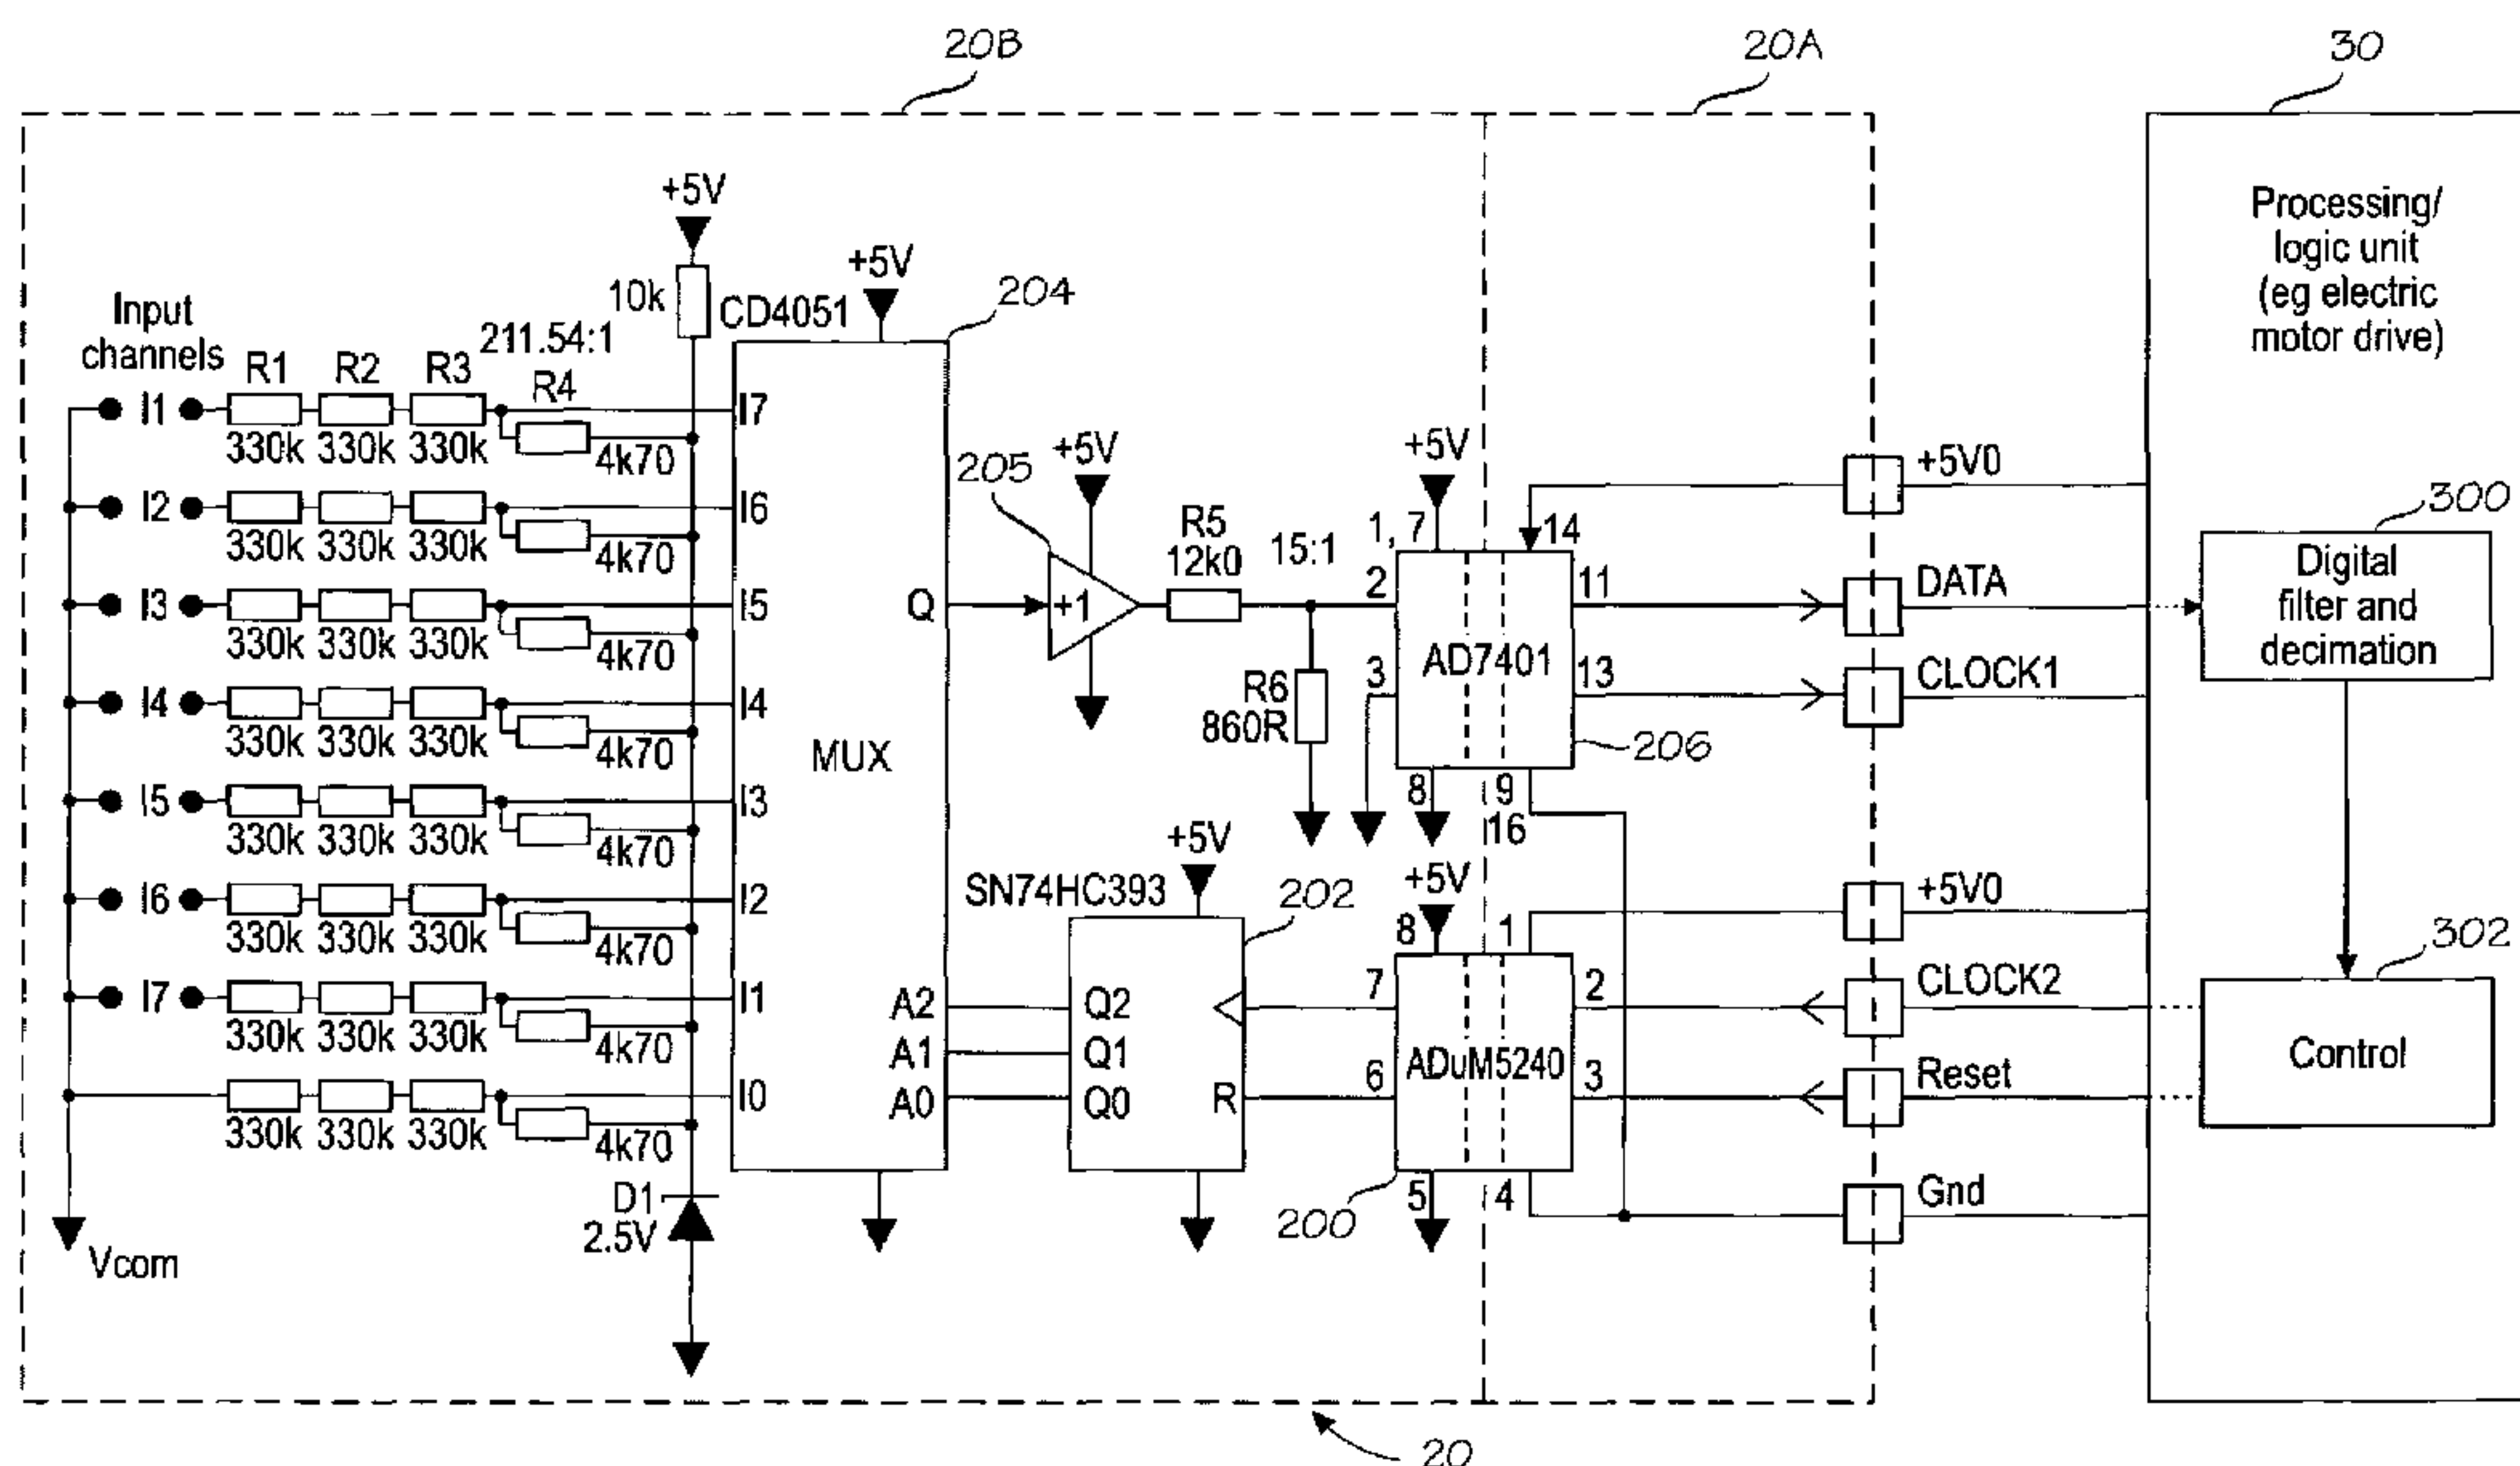 20B
20A
30
+5V
+5V
10k
CD4051
204
Input
channels
R1
R2
R3
211.54:1
R4
I1
330k 330k 330k
4k70
I7
I2
330k 330k 330k
4k70
I6
I3
330k 330k 330k
4k70
I5
I4
330k 330k 330k
4k70
I4
I5
330k 330k 330k
4k70
I3
I6
330k 330k 330k
4k70
I2
I7
330k 330k 330k
4k70
I1
330k 330k 330k
4k70
I0
D1
2.5V
Vcom
MUX
Q
A2
A1
A0
205
+5V
+1
R5
12k0
15:1
R6
860R
+5V
1, 7
14
2
11
3
13
AD7401
8
9
16
206
SN74HC393
+5V
202
Q2
Q1
Q0
R
+5V
8
1
7
2
6
3
ADuM5240
5
4
200
+5V0
DATA
CLOCK1
+5V0
CLOCK2
Reset
Gnd
Processing/
logic unit
(eg electric
motor drive)
300
Digital
filter and
decimation
302
Control
20